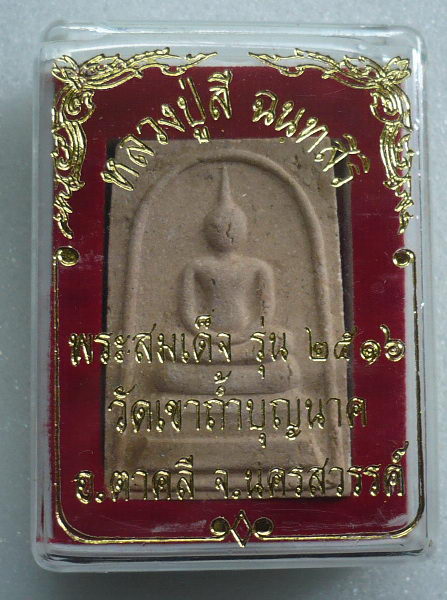 หลวงปู่สี ฉนฺทสิริ
พระสมเด็จ รุ่น ๒๕๑๖
วัดเขาถ้ำบุญนาค
อ.ตาคลี จ.นครสวรรค์